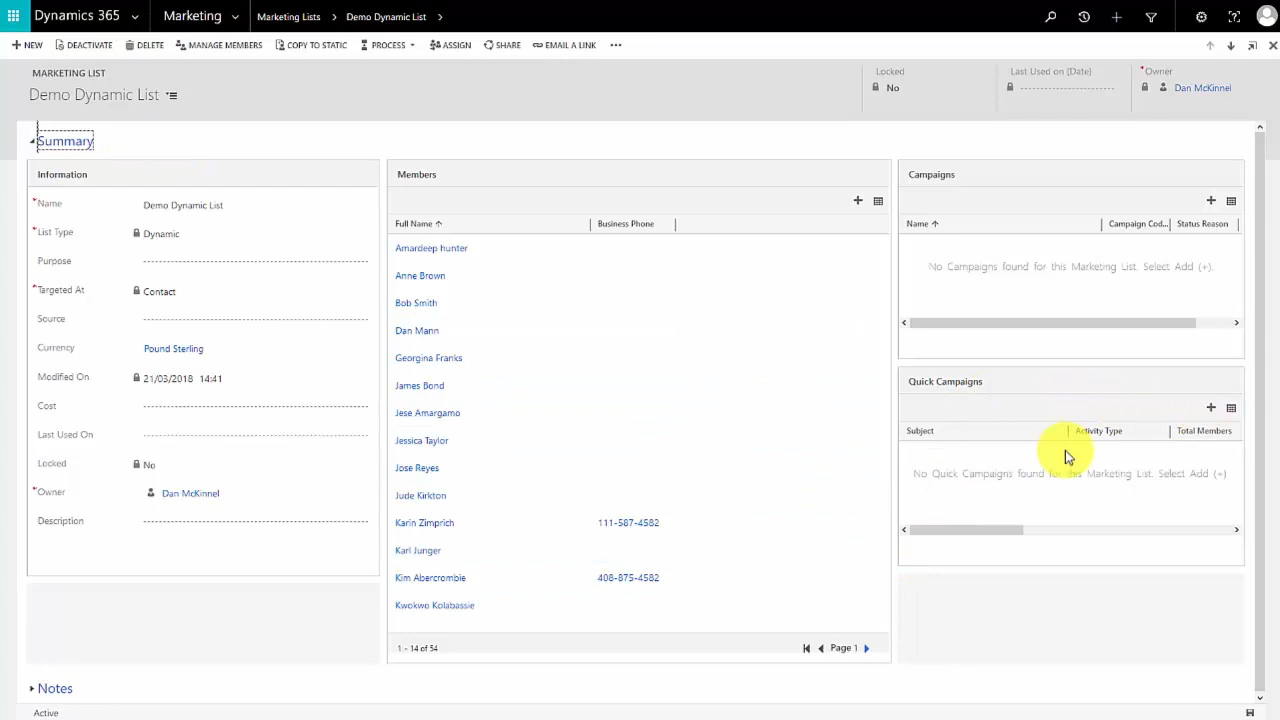 Dynamics 365 Marketing Marketing Lists > Demo Dynamic List >
+ NEW DEACTIVATE DELETE MANAGE MEMBERS COPY TO STATIC PROCESS ASSIGN SHARE EMAIL A LINK ...
MARKETING LIST
Demo Dynamic List
Locked
No
Last Used on (Date)
*Owner
Dan McKinnel
Summary
Information
*Name Demo Dynamic List
*List Type Dynamic
Purpose
*Targeted At Contact
Source
Currency Pound Sterling
Modified On 21/03/2018 14:41
Cost
Last Used On
Locked No
*Owner Dan McKinnel
Description
Members
Full Name Business Phone
Amardeep hunter
Anne Brown
Bob Smith
Dan Mann
Georgina Franks
James Bond
Jese Amargamo
Jessica Taylor
Jose Reyes
Jude Kirkton
Karin Zimprich 111-587-4582
Karl Junger
Kim Abercrombie 408-875-4582
Kwokwo Kolabassie
1 - 14 of 54 Page 1
Campaigns
Name Campaign Cod... Status Reason
No Campaigns found for this Marketing List. Select Add (+).
Quick Campaigns
Subject Activity Type Total Members
No Quick Campaigns found for this Marketing List. Select Add (+)
Notes
Active